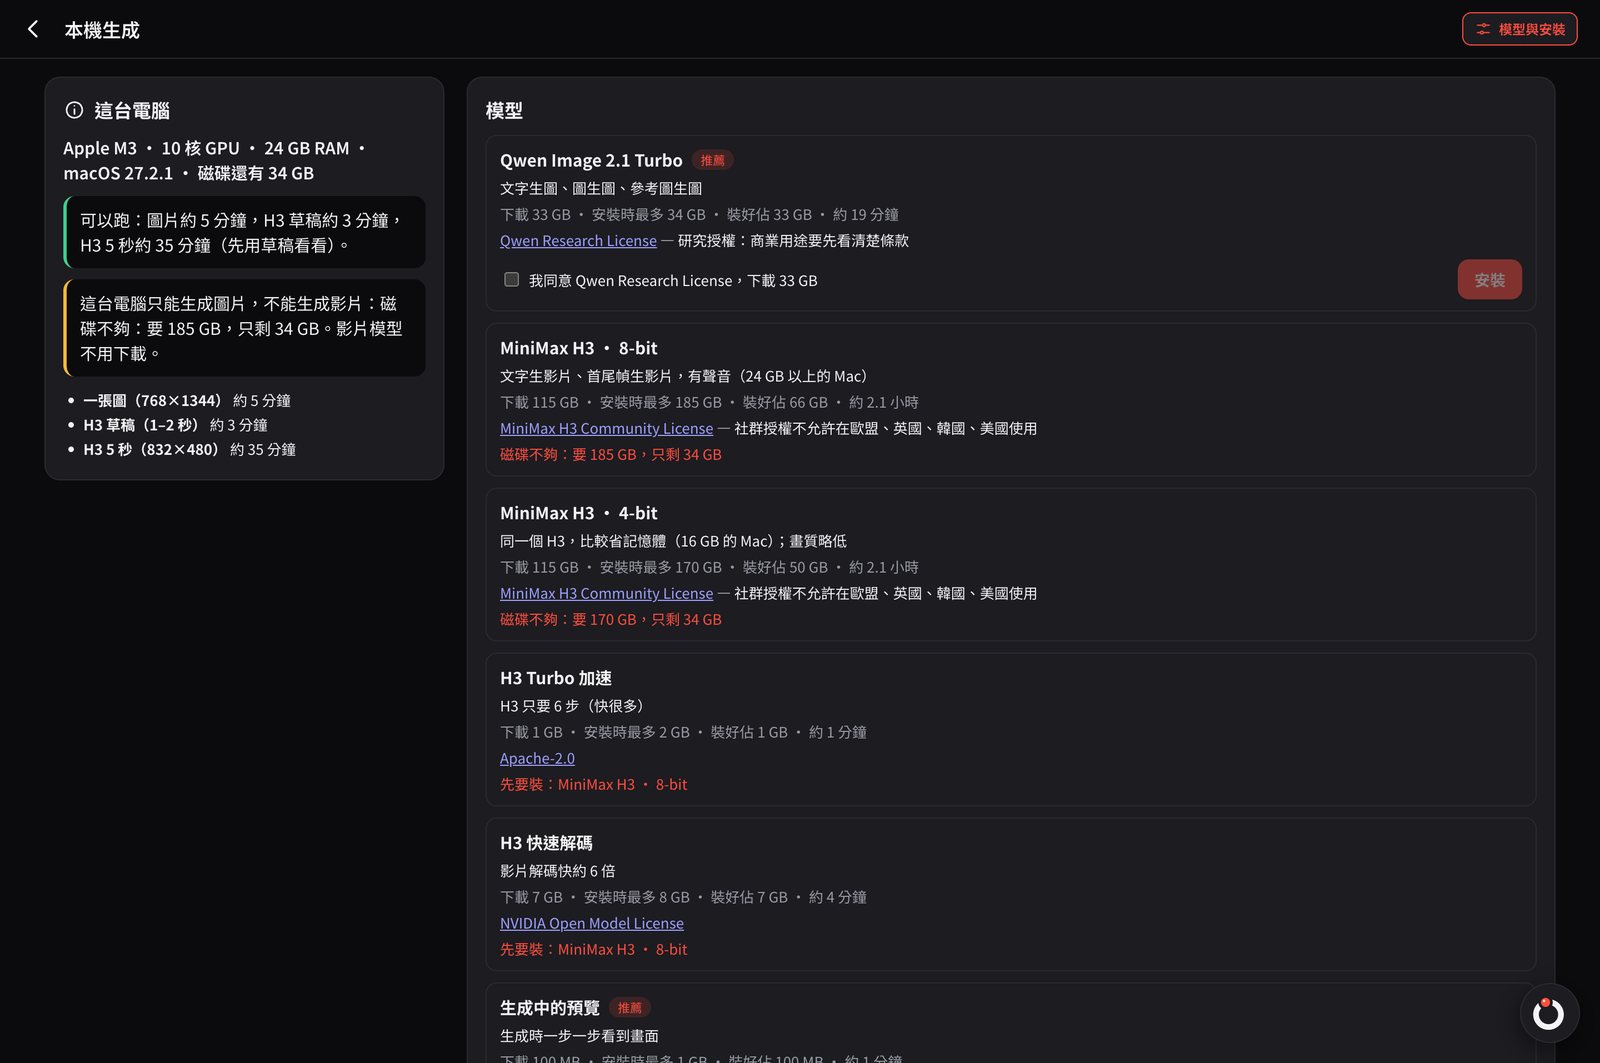 本機生成
模型與安裝
這台電腦
Apple M3 · 10 核 GPU · 24 GB RAM ·
macOS 27.2.1 · 磁碟還有 34 GB
可以跑：圖片約 5 分鐘，H3 草稿約 3 分鐘，
H3 5 秒約 35 分鐘（先用草稿看看）。
這台電腦只能生成圖片，不能生成影片：磁
碟不夠：要 185 GB，只剩 34 GB。影片模型
不用下載。
• 一張圖（768×1344） 約 5 分鐘
• H3 草稿（1–2 秒） 約 3 分鐘
• H3 5 秒（832×480） 約 35 分鐘
模型
Qwen Image 2.1 Turbo 推薦
文字生圖、圖生圖、參考圖生圖
下載 33 GB · 安裝時最多 34 GB · 裝好佔 33 GB · 約 19 分鐘
Qwen Research License — 研究授權：商業用途要先看清楚條款
我同意 Qwen Research License，下載 33 GB
安裝
MiniMax H3 · 8-bit
文字生影片、首尾幀生影片，有聲音（24 GB 以上的 Mac）
下載 115 GB · 安裝時最多 185 GB · 裝好佔 66 GB · 約 2.1 小時
MiniMax H3 Community License — 社群授權不允許在歐盟、英國、韓國、美國使用
磁碟不夠：要 185 GB，只剩 34 GB
MiniMax H3 · 4-bit
同一個 H3，比較省記憶體（16 GB 的 Mac）；畫質略低
下載 115 GB · 安裝時最多 170 GB · 裝好佔 50 GB · 約 2.1 小時
MiniMax H3 Community License — 社群授權不允許在歐盟、英國、韓國、美國使用
磁碟不夠：要 170 GB，只剩 34 GB
H3 Turbo 加速
H3 只要 6 步（快很多）
下載 1 GB · 安裝時最多 2 GB · 裝好佔 1 GB · 約 1 分鐘
Apache-2.0
先要裝：MiniMax H3 · 8-bit
H3 快速解碼
影片解碼快約 6 倍
下載 7 GB · 安裝時最多 8 GB · 裝好佔 7 GB · 約 4 分鐘
NVIDIA Open Model License
先要裝：MiniMax H3 · 8-bit
生成中的預覽 推薦
生成時一步一步看到畫面
下載 100 MB · 安裝時最多 1 GB · 裝好佔 100 MB · 約 1 分鐘